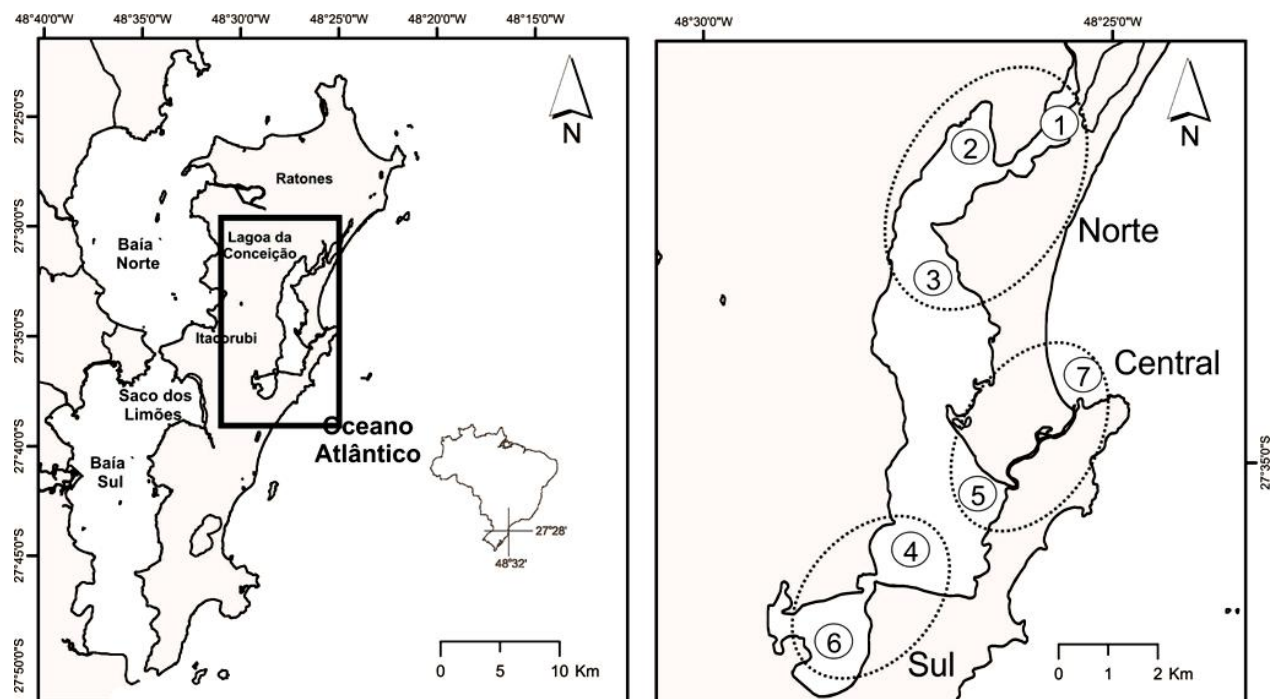 48°40'0"W 48°35'0"W 48°30'0"W 48°25'0"W 48°20'0"W 48°15'0"W
27°25'0"S
27°30'0"S
27°35'0"S
27°40'0"S
27°45'0"S
27°50'0"S
N
Ratones
Lagoa da
Conceição
Baía
Norte
Itacorubi
Saco dos
Limões
Baía
Sul
Oceano
Atlântico
27°28'
48°32'
0 5 10 Km
48°30'0"W 48°25'0"W
N
1
2
Norte
3
7
Central
27°35'0"S
5
4
6
Sul
0 1 2 Km